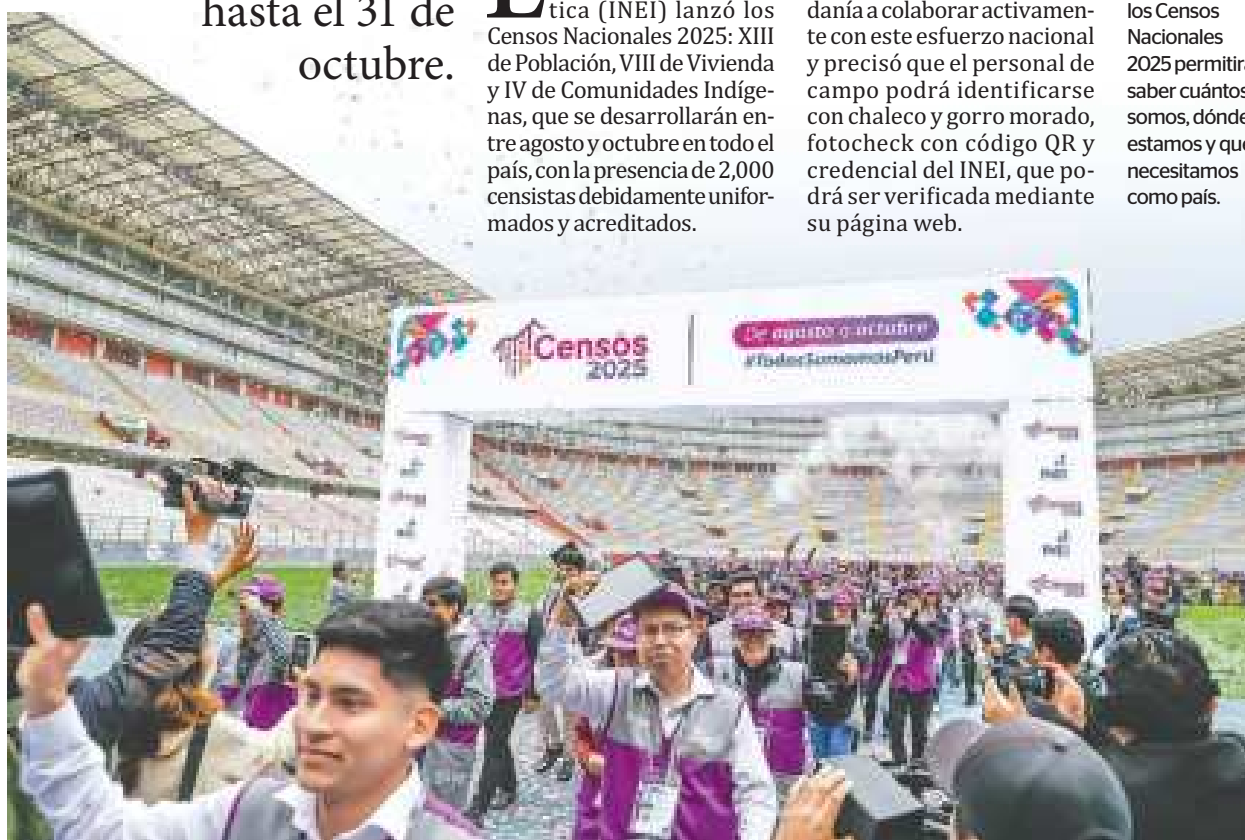 hasta el 31 de
octubre.
E
tica (INEI) lanzó los
Censos Nacionales 2025: XIII
de Población, VIII de Vivienda
y IV de Comunidades Indíge-
nas, que se desarrollarán en-
tre agosto y octubre en todo el
país, con la presencia de 2,000
censistas debidamente unifor-
mados y acreditados.
danía a colaborar activamen-
te con este esfuerzo nacional
y precisó que el personal de
campo podrá identificarse
con chaleco y gorro morado,
fotocheck con código QR y
credencial del INEI, que po-
drá ser verificada mediante
su página web.
los Censos
Nacionales
2025 permitirá
saber cuántos
somos, dónde
estamos y qué
necesitamos
como país.
Censos
2025
De agosto a octubre
#TodosSumamosPerú